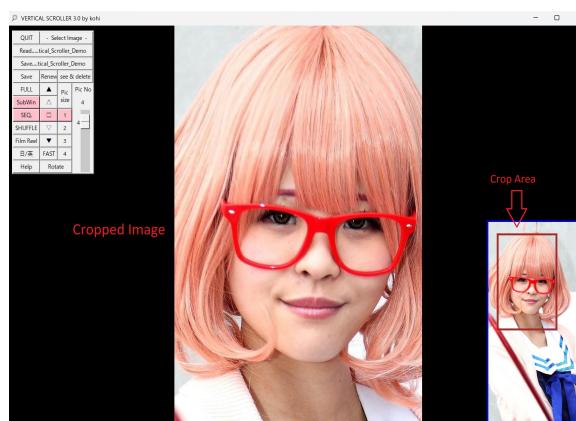 VERTICAL SCROLLER 3.0 by kohi
QUIT - Select Image -
Read.....tical_Scroller_Demo
Save....tical_Scroller_Demo
Save Renew see & delete
FULL ▲ Pic size Pic No
SubWin △ 4
SEQ. □ 1 4
SHUFFLE ▽ 2
Film Reel ▼ 3
日/英 FAST 4
Help Rotate
Crop Area
Cropped Image